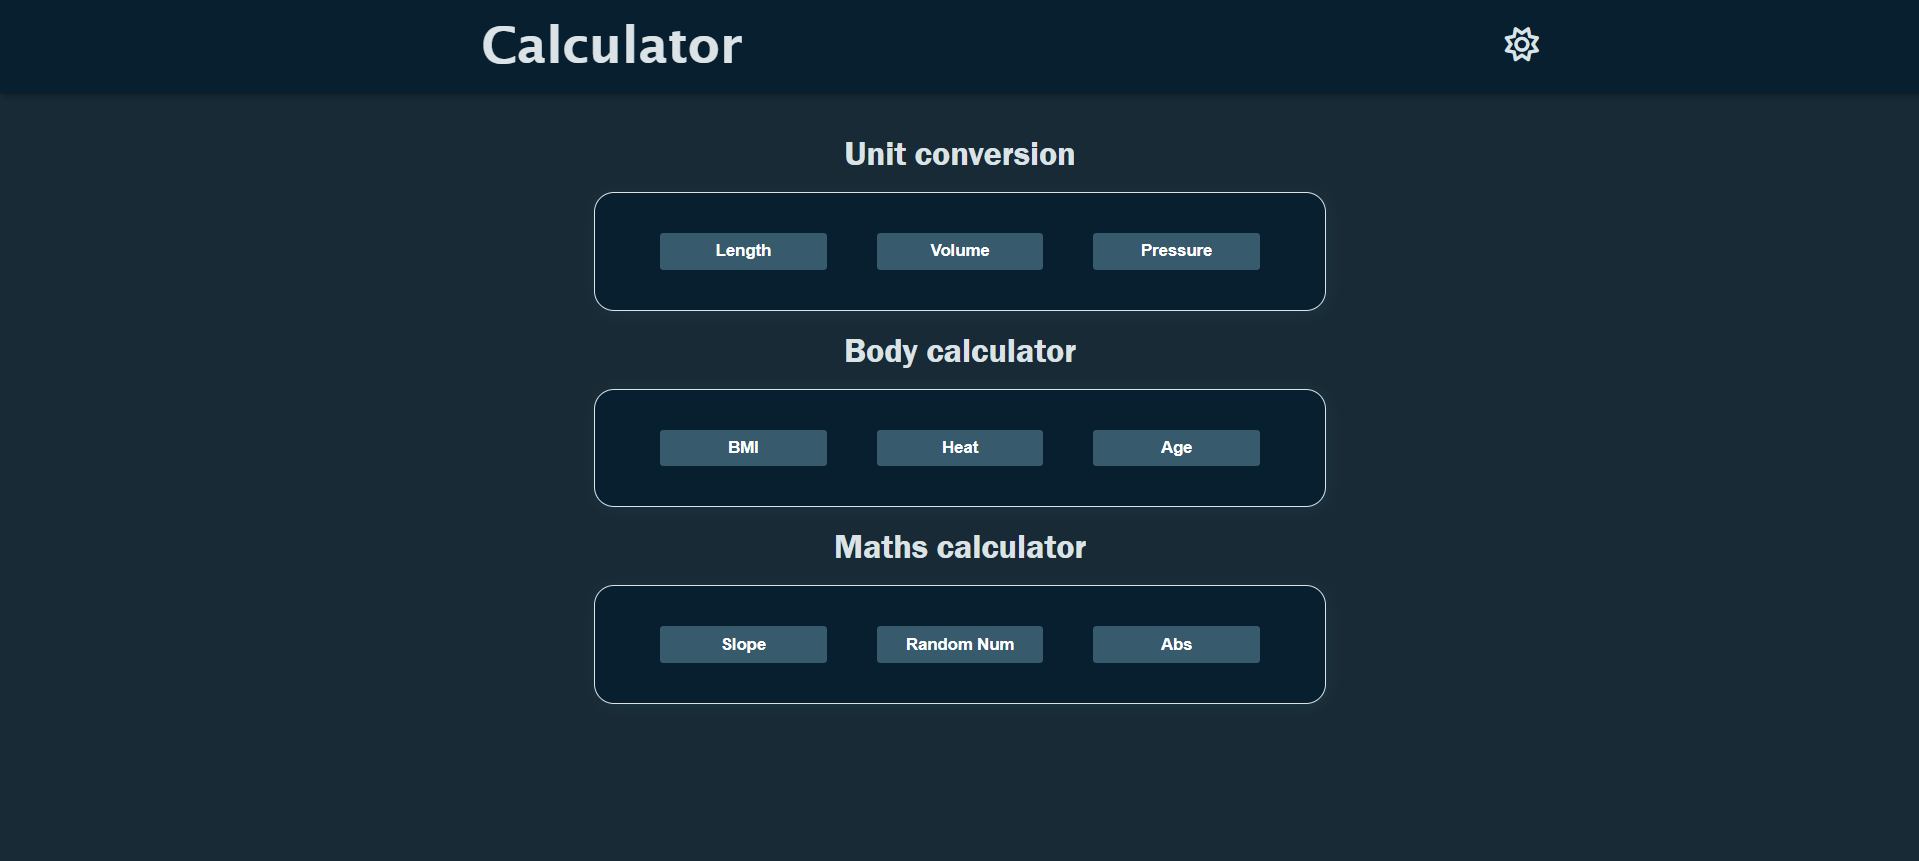 Calculator
Unit conversion
Length Volume Pressure
Body calculator
BMI Heat Age
Maths calculator
Slope Random Num Abs